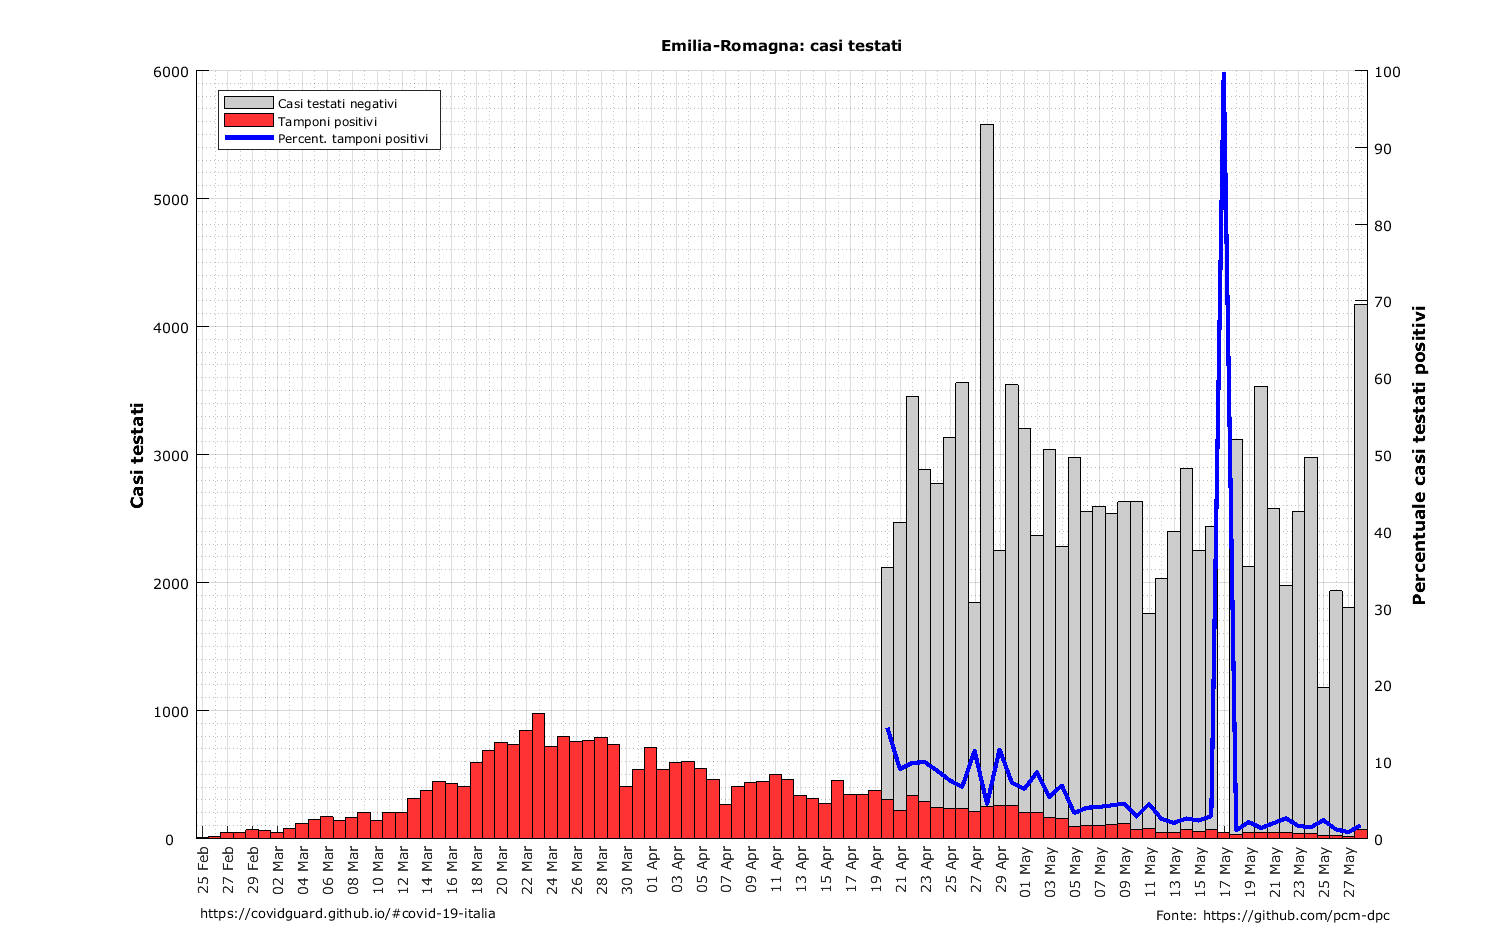 Emilia-Romagna: casi testati
Casi testati negativi
Tamponi positivi
Percent. tamponi positivi
Casi testati
6000
5000
4000
3000
2000
1000
0
100
90
80
70
60
50
40
30
20
10
0
Percentuale casi testati positivi
25 Feb
27 Feb
29 Feb
02 Mar
04 Mar
06 Mar
08 Mar
10 Mar
12 Mar
14 Mar
16 Mar
18 Mar
20 Mar
22 Mar
24 Mar
26 Mar
28 Mar
30 Mar
01 Apr
03 Apr
05 Apr
07 Apr
09 Apr
11 Apr
13 Apr
15 Apr
17 Apr
19 Apr
21 Apr
23 Apr
25 Apr
27 Apr
29 Apr
01 May
03 May
05 May
07 May
09 May
11 May
13 May
15 May
17 May
19 May
21 May
23 May
25 May
27 May
https://covidguard.github.io/#covid-19-italia
Fonte: https://github.com/pcm-dpc